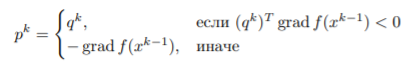 p^k = { q^k, если (q^k)^T grad f(x^{k−1}) < 0
− grad f(x^{k−1}), иначе